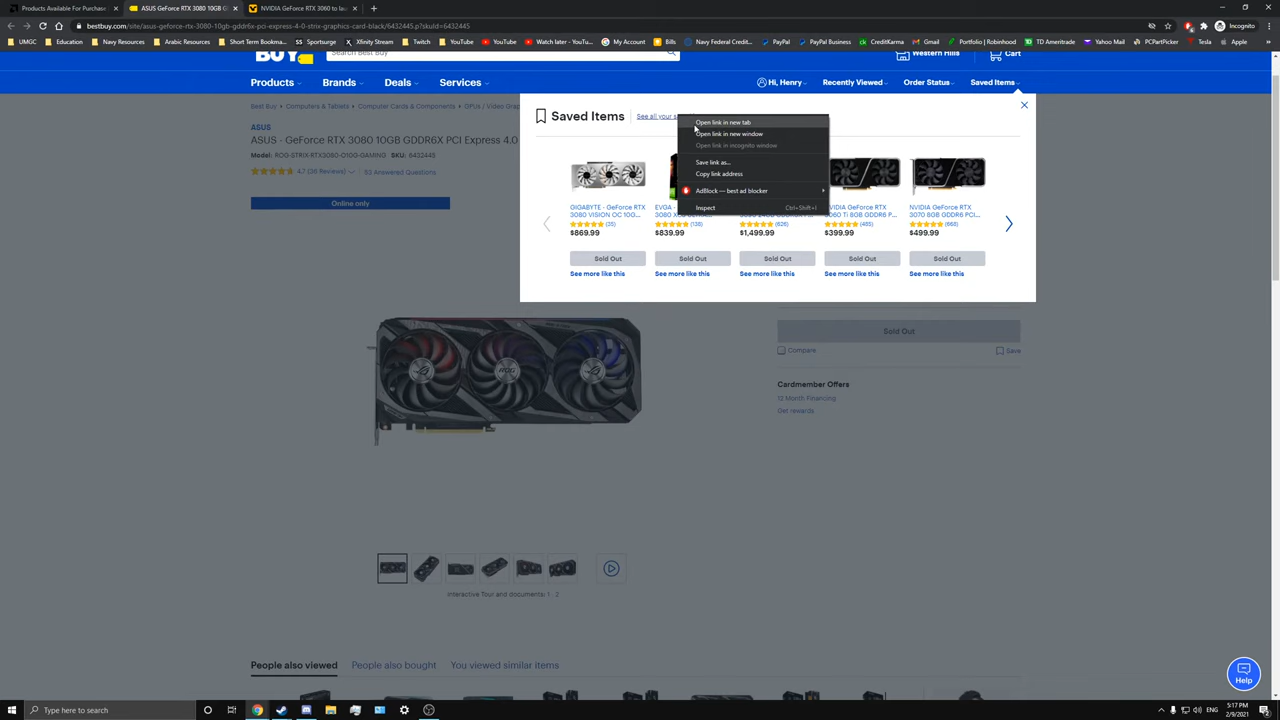 Products Available For Purchase
ASUS GeForce RTX 3080 10GB G
NVIDIA GeForce RTX 3060 to laun
bestbuy.com/site/asus-geforce-rtx-3080-10gb-gddr6x-pci-express-4-0-strix-graphics-card-black/6432445.p?skuId=6432445
Incognito
UMGC
Education
Navy Resources
Arabic Resources
Short Term Bookma...
Sportsurge
Xfinity Stream
Twitch
YouTube
YouTube
Watch later - YouTu...
My Account
Bills
Navy Federal Credit...
PayPal
PayPal Business
CreditKarma
Gmail
Portfolio | Robinhood
TD Ameritrade
Yahoo Mail
PCPartPicker
Tesla
Apple
BUY
Search Best Buy
Western Hills
Cart
Products
Brands
Deals
Services
Hi, Henry
Recently Viewed
Order Status
Saved Items
Best Buy
Computers & Tablets
Computer Cards & Components
GPUs / Video Grap
ASUS
ASUS - GeForce RTX 3080 10GB GDDR6X PCI Express 4.0
Model: ROG-STRIX-RTX3080-O10G-GAMING SKU: 6432445
4.7 (36 Reviews)
52 Answered Questions
Online only
Saved Items
See all your s
Open link in new tab
Open link in new window
Open link in incognito window
Save link as...
Copy link address
AdBlock — best ad blocker
Inspect Ctrl+Shift+I
GIGABYTE - GeForce RTX
3080 VISION OC 10G...
(35)
$869.99
Sold Out
See more like this
EVGA -
(138)
$839.99
Sold Out
See more like this
$1,499.99
Sold Out
See more like this
NVIDIA GeForce RTX
3060 Ti 8GB GDDR6 P...
(455)
$399.99
Sold Out
See more like this
NVIDIA GeForce RTX
3070 8GB GDDR6 PCI...
(668)
$499.99
Sold Out
See more like this
Sold Out
Compare
Save
Cardmember Offers
12 Month Financing
Get rewards
Interactive Tour and documents: 1 . 2
People also viewed
People also bought
You viewed similar items
Help
Type here to search
ENG
5:17 PM
2/9/2021